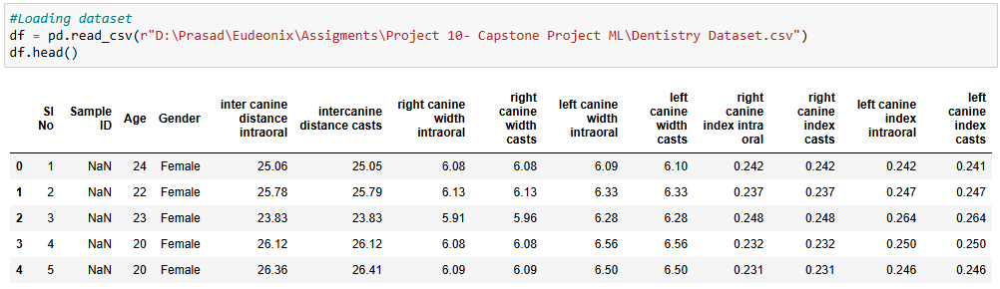 #Loading dataset
df = pd.read_csv(r"D:\Prasad\Eudeonix\Assigments\Project 10- Capstone Project ML\Dentistry Dataset.csv")
df.head()
Sl No Sample ID Age Gender inter canine distance intraoral intercanine distance casts right canine width intraoral right canine width casts left canine width intraoral left canine width casts right canine index intra oral right canine index casts left canine index intraoral left canine index casts
0 1 NaN 24 Female 25.06 25.05 6.08 6.08 6.09 6.10 0.242 0.242 0.242 0.241
1 2 NaN 22 Female 25.78 25.79 6.13 6.13 6.33 6.33 0.237 0.237 0.247 0.247
2 3 NaN 23 Female 23.83 23.83 5.91 5.96 6.28 6.28 0.248 0.248 0.264 0.264
3 4 NaN 20 Female 26.12 26.12 6.08 6.08 6.56 6.56 0.232 0.232 0.250 0.250
4 5 NaN 20 Female 26.36 26.41 6.09 6.09 6.50 6.50 0.231 0.231 0.246 0.246